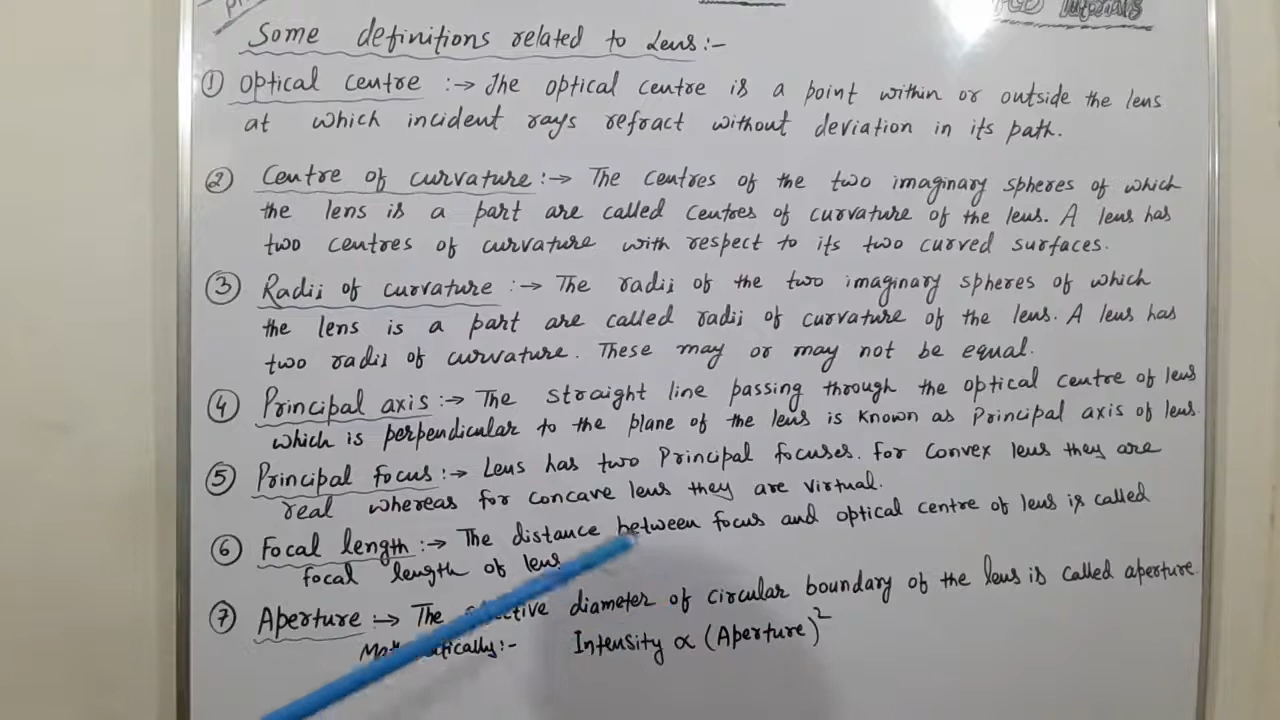 Some definitions related to Lens:-
① Optical centre :→ The optical centre is a point within or outside the lens
at which incident rays refract without deviation in its path.
② Centre of curvature :→ The centres of the two imaginary spheres of which
the lens is a part are called centres of curvature of the lens. A lens has
two centres of curvature with respect to its two curved surfaces.
③ Radii of curvature :→ The radii of the two imaginary spheres of which
the lens is a part are called radii of curvature of the lens. A lens has
two radii of curvature. These may or may not be equal.
④ Principal axis :→ The straight line passing through the optical centre of lens
which is perpendicular to the plane of the lens is known as Principal axis of lens.
⑤ Principal focus :→ Lens has two Principal focuses. For convex lens they are
real whereas for concave lens they are virtual.
⑥ Focal length :→ The distance between focus and optical centre of lens is called
focal length of lens.
⑦ Aperture :→ The diameter of circular boundary of the lens is called aperture.
Intensity ∝ (Aperture)²